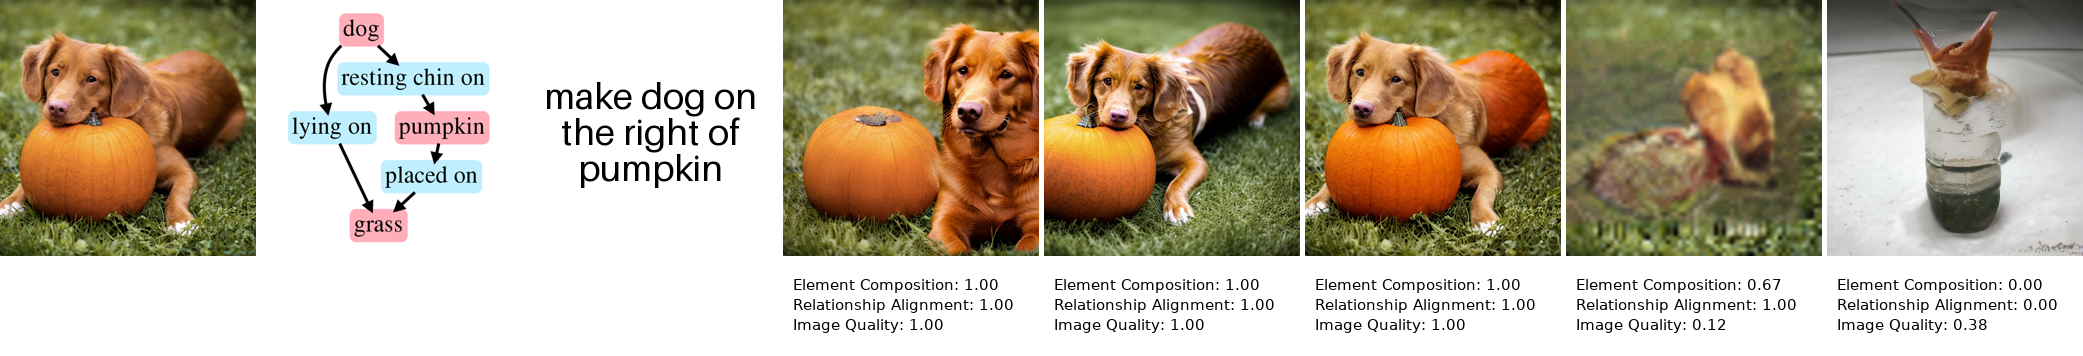 dog
resting chin on
lying on
pumpkin
placed on
grass
make dog on
the right of
pumpkin
Element Composition: 1.00
Relationship Alignment: 1.00
Image Quality: 1.00
Element Composition: 1.00
Relationship Alignment: 1.00
Image Quality: 1.00
Element Composition: 1.00
Relationship Alignment: 1.00
Image Quality: 1.00
Element Composition: 0.67
Relationship Alignment: 1.00
Image Quality: 0.12
Element Composition: 0.00
Relationship Alignment: 0.00
Image Quality: 0.38